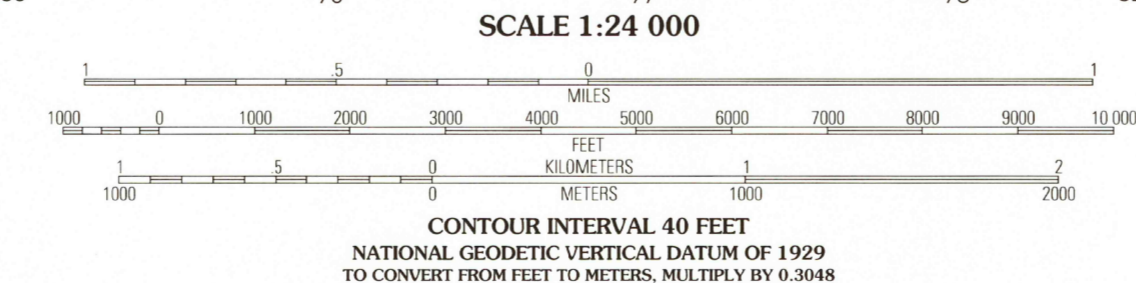 SCALE 1:24 000
1 .5 0 1
MILES
1000 0 1000 2000 3000 4000 5000 6000 7000 8000 9000 10 000
FEET
1 .5 0 KILOMETERS 1 2
1000 0 METERS 1000 2000
CONTOUR INTERVAL 40 FEET
NATIONAL GEODETIC VERTICAL DATUM OF 1929
TO CONVERT FROM FEET TO METERS, MULTIPLY BY 0.3048